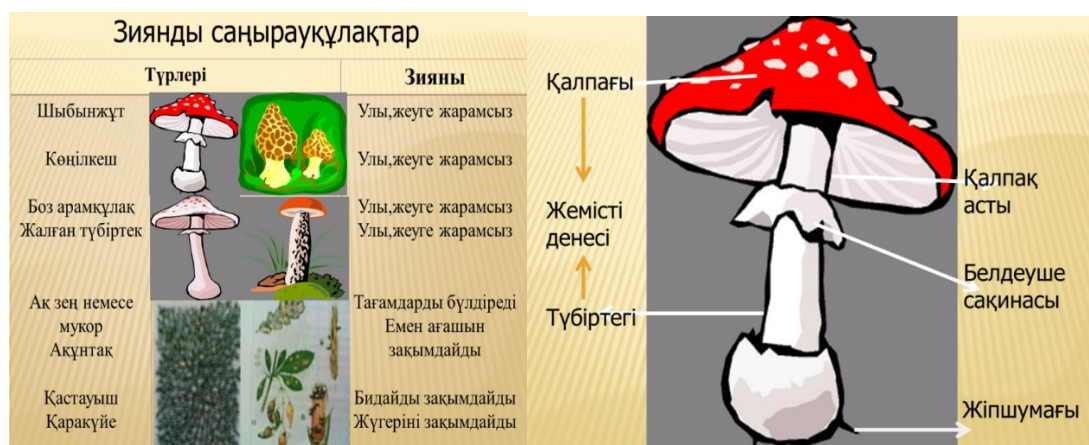 Зиянды саңырауқұлақтар
Түрлері Зияны
Шыбынжұт Улы,жеуге жарамсыз
Көңілкеш Улы,жеуге жарамсыз
Боз арамқұлақ Улы,жеуге жарамсыз
Жалған түбіртек Улы,жеуге жарамсыз
Ақ зең немесе Тағамдарды бүлдіреді
мукор Емен ағашын
Ақұнтақ зақымдайды
Қастауыш Бидайды зақымдайды
Қаракүйе Жүгеріні зақымдайды
Қалпағы
Қалпақ
асты
Жемісті
денесі
Белдеуше
сақинасы
Түбіртегі
Жіпшумағы